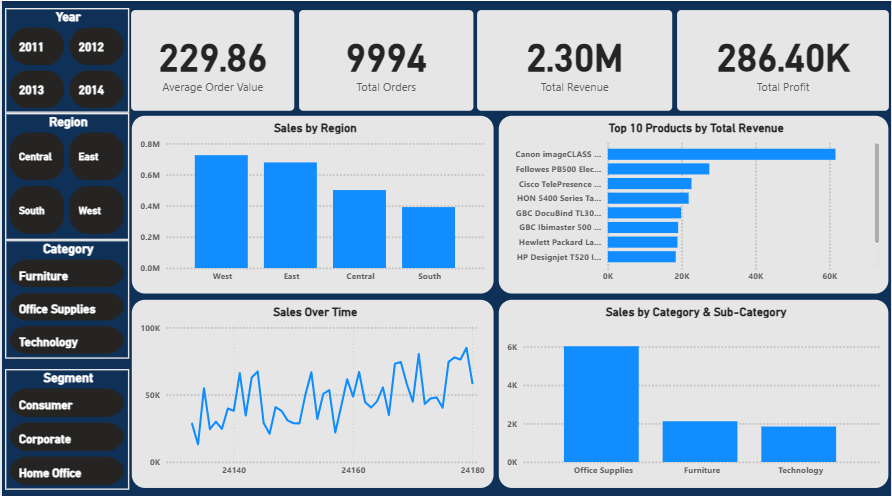 Year
2011 2012
2013 2014
Region
Central East
South West
Category
Furniture
Office Supplies
Technology
Segment
Consumer
Corporate
Home Office
229.86
Average Order Value
9994
Total Orders
2.30M
Total Revenue
286.40K
Total Profit
Sales by Region
0.8M
0.6M
0.4M
0.2M
0.0M
West East Central South
Top 10 Products by Total Revenue
Canon imageCLASS ...
Fellowes PB500 Elec...
Cisco TelePresence ...
HON 5400 Series Ta...
GBC DocuBind TL30...
GBC Ibimaster 500 ...
Hewlett Packard La...
HP Designjet T520 I...
0K 20K 40K 60K
Sales Over Time
100K
50K
0K
24140 24160 24180
Sales by Category & Sub-Category
6K
4K
2K
0K
Office Supplies Furniture Technology